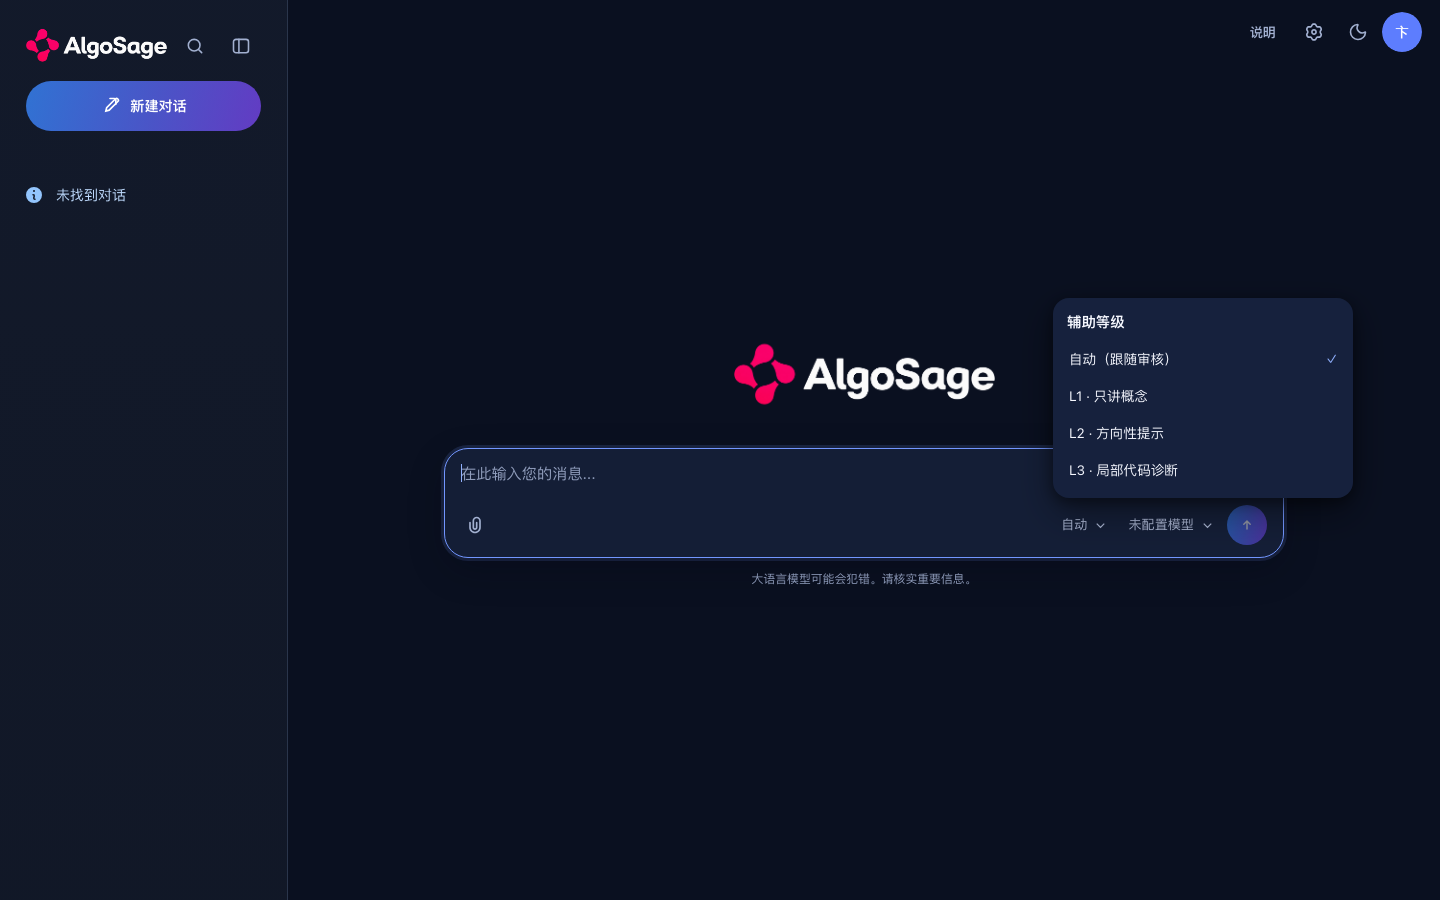 AlgoSage
新建对话
未找到对话
说明
卞
辅助等级
自动（跟随审核）
L1 · 只讲概念
L2 · 方向性提示
L3 · 局部代码诊断
AlgoSage
在此输入您的消息...
自动
未配置模型
大语言模型可能会犯错。请核实重要信息。